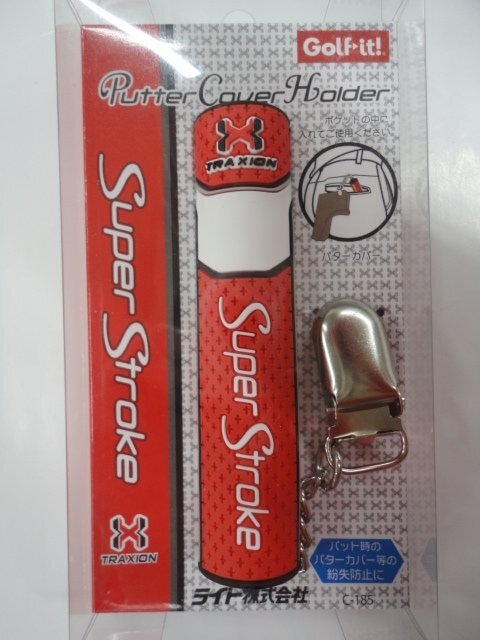 Golf▸it!
Putter Cover Holder
ポケットの中に
入れてご使用ください
TRAXION
パターカバー
Super Stroke
Super Stroke
TRAXION
パット時の
パターカバー等の
紛失防止に
ライト株式会社
C-185